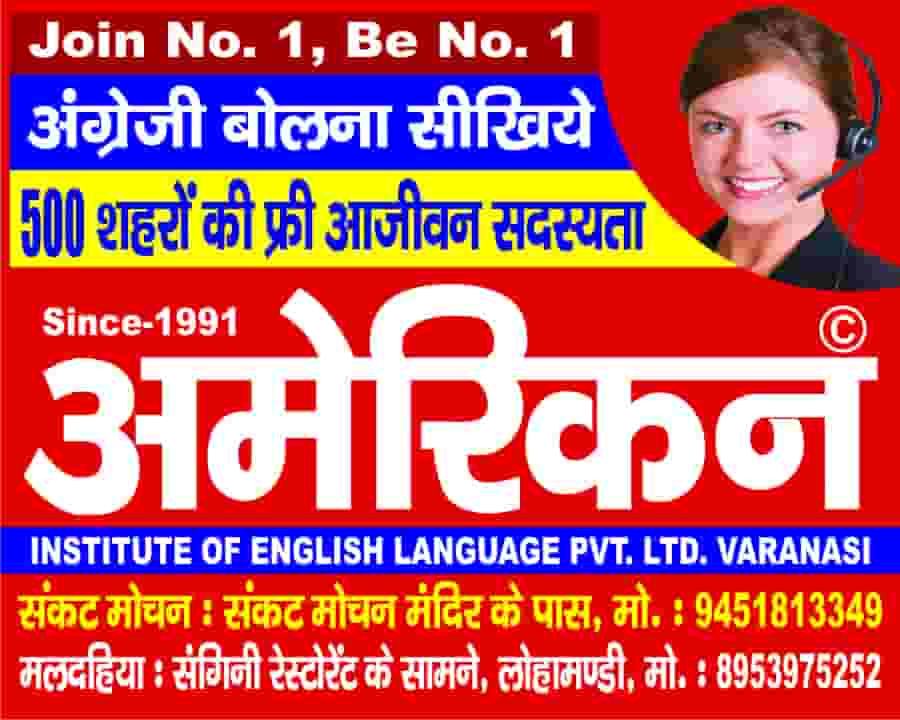 Join No. 1, Be No. 1
अंग्रेजी बोलना सीखिये
500 शहरों की फ्री आजीवन सदस्यता
Since-1991
©
अमेरिकन
INSTITUTE OF ENGLISH LANGUAGE PVT. LTD. VARANASI
संकट मोचन : संकट मोचन मंदिर के पास, मो. : 9451813349
मलदहिया : संगिनी रेस्टोरेंट के सामने, लोहामण्डी, मो. : 8953975252